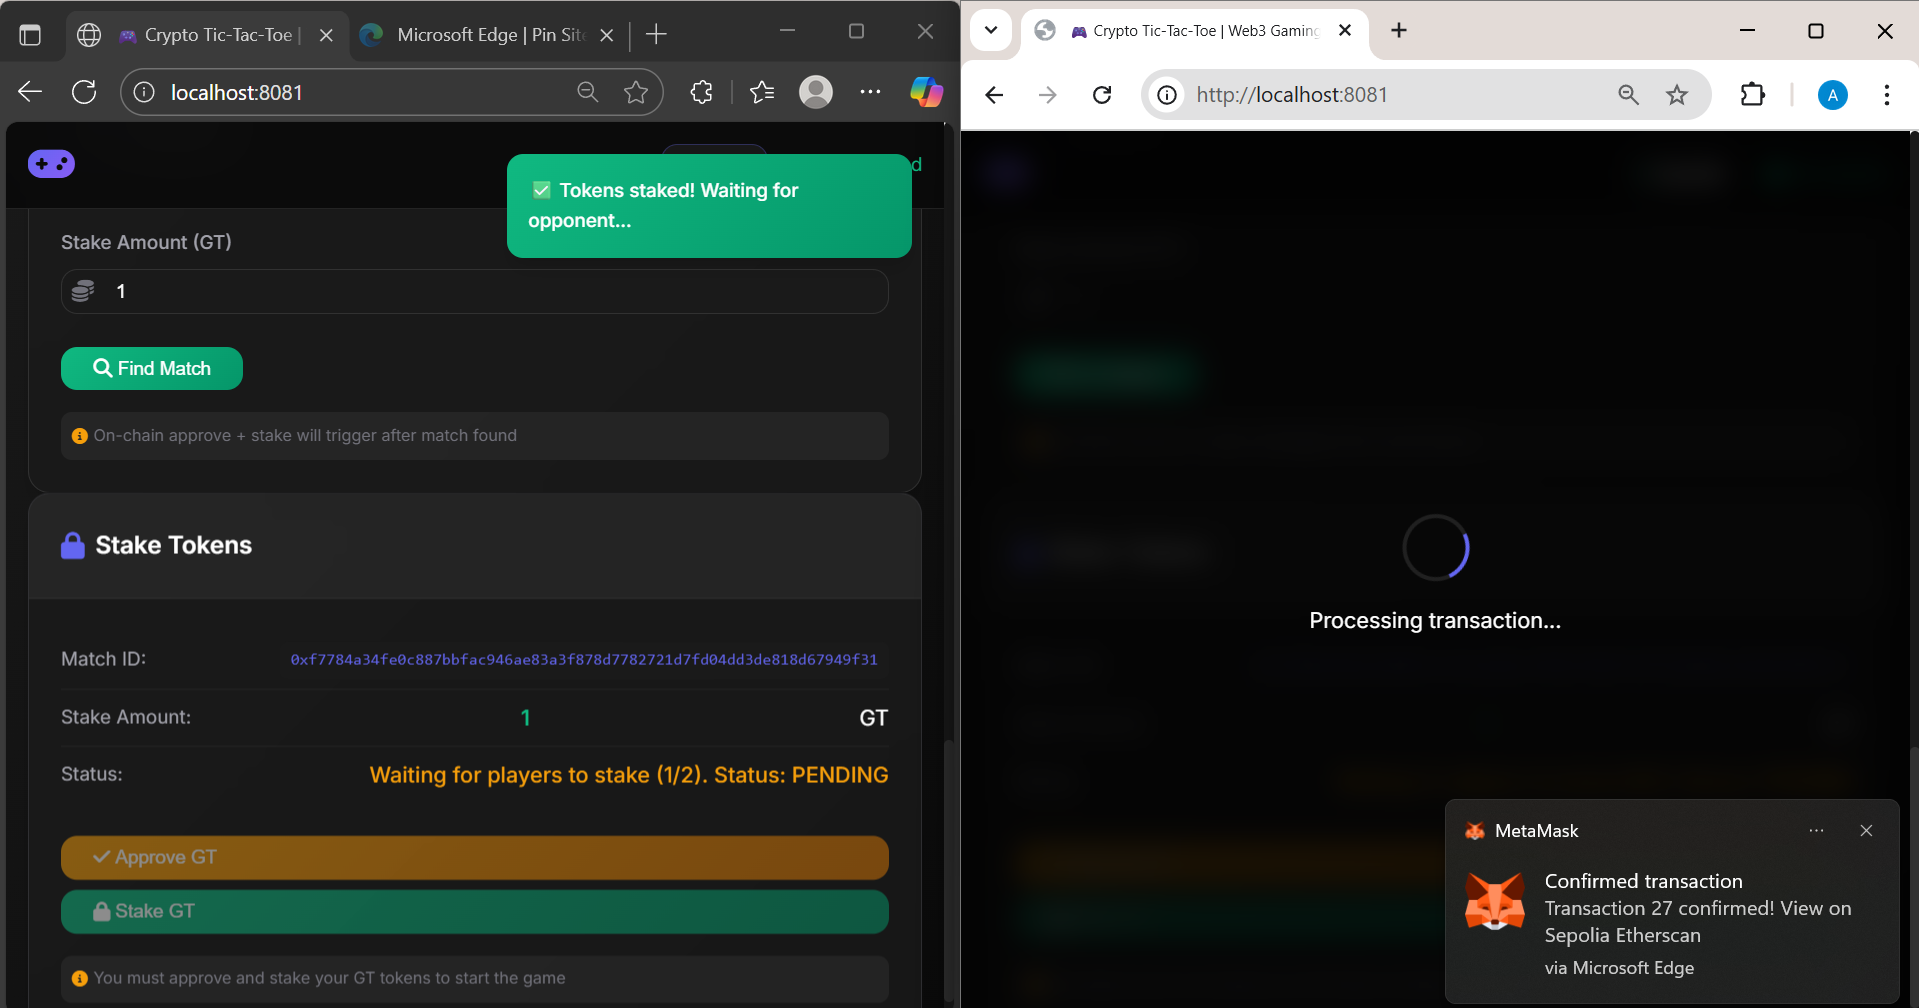 Crypto Tic-Tac-Toe |
Microsoft Edge | Pin Site
localhost:8081
d
✅ Tokens staked! Waiting for
opponent...
Stake Amount (GT)
1
Find Match
On-chain approve + stake will trigger after match found
Stake Tokens
Match ID:
0xf7784a34fe0c887bbfac946ae83a3f878d7782721d7fd04dd3de818d67949f31
Stake Amount:
1
GT
Status:
Waiting for players to stake (1/2). Status: PENDING
Approve GT
Stake GT
You must approve and stake your GT tokens to start the game
Crypto Tic-Tac-Toe | Web3 Gaming
http://localhost:8081
A
Processing transaction...
MetaMask
Confirmed transaction
Transaction 27 confirmed! View on
Sepolia Etherscan
via Microsoft Edge